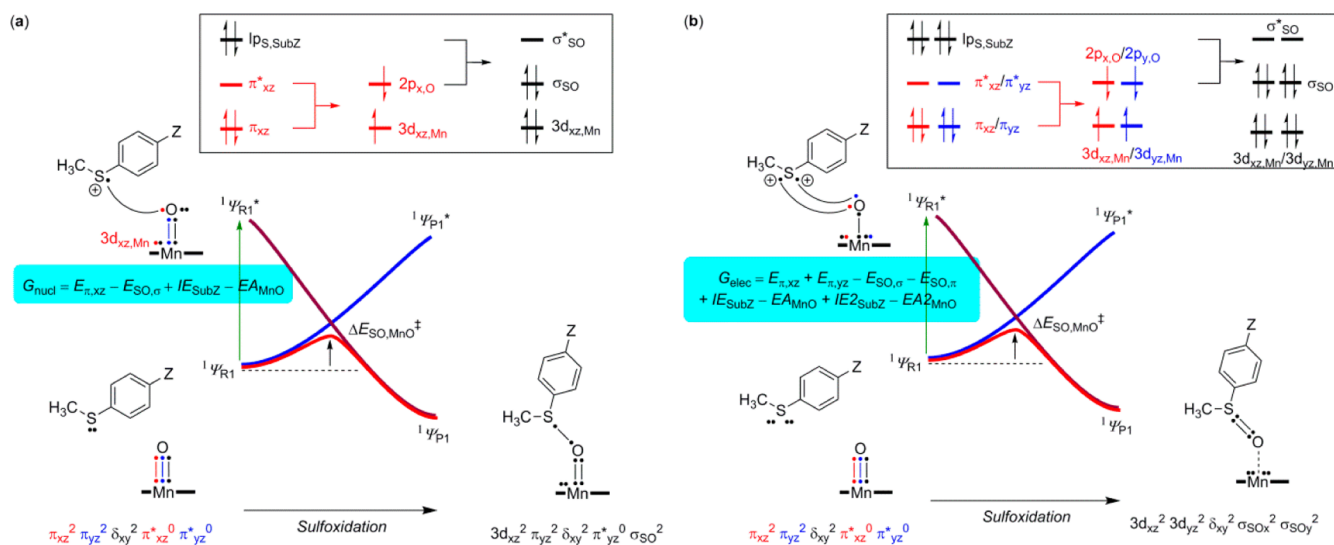 (a)
lpS,SubZ
σ*SO
π*xz
2px,O
σSO
πxz
3dxz,Mn
3dxz,Mn
Z
H₃C
S
⊕
O
3dxz,Mn
Mn
¹ΨR1*
¹ΨP1*
Gnucl = Eπ,xz – ESO,σ + IESubZ – EAMnO
ΔESO,MnO‡
¹ΨR1
¹ΨP1
Z
H₃C
S
O
Mn
Z
H₃C
S
O
Mn
Sulfoxidation
πxz² πyz² δxy² π*xz⁰ π*yz⁰
3dxz² πyz² δxy² π*yz⁰ σSO²
(b)
lpS,SubZ
σ*SO
2px,O/2py,O
π*xz/π*yz
σSO
πxz/πyz
3dxz,Mn/3dyz,Mn
3dxz,Mn/3dyz,Mn
Z
H₃C
S
⊕ ⊕
O
Mn
¹ΨR1*
¹ΨP1*
Gelec = Eπ,xz + Eπ,yz – ESO,σ – ESO,π
+ IESubZ – EAMnO + IE2SubZ – EA2MnO
ΔESO,MnO‡
¹ΨR1
¹ΨP1
Z
H₃C
S
O
Mn
Z
H₃C
S
O
Mn
Sulfoxidation
πxz² πyz² δxy² π*xz⁰ π*yz⁰
3dxz² 3dyz² δxy² σSOx² σSOy²